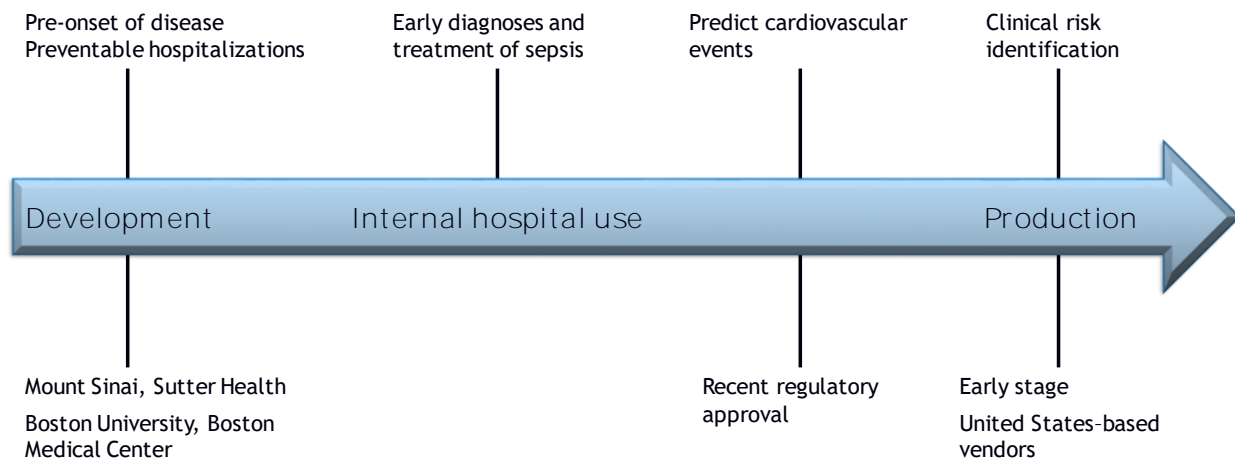 Pre-onset of disease
Preventable hospitalizations
Early diagnoses and
treatment of sepsis
Predict cardiovascular
events
Clinical risk
identification
Development
Internal hospital use
Production
Mount Sinai, Sutter Health
Boston University, Boston
Medical Center
Recent regulatory
approval
Early stage
United States–based
vendors